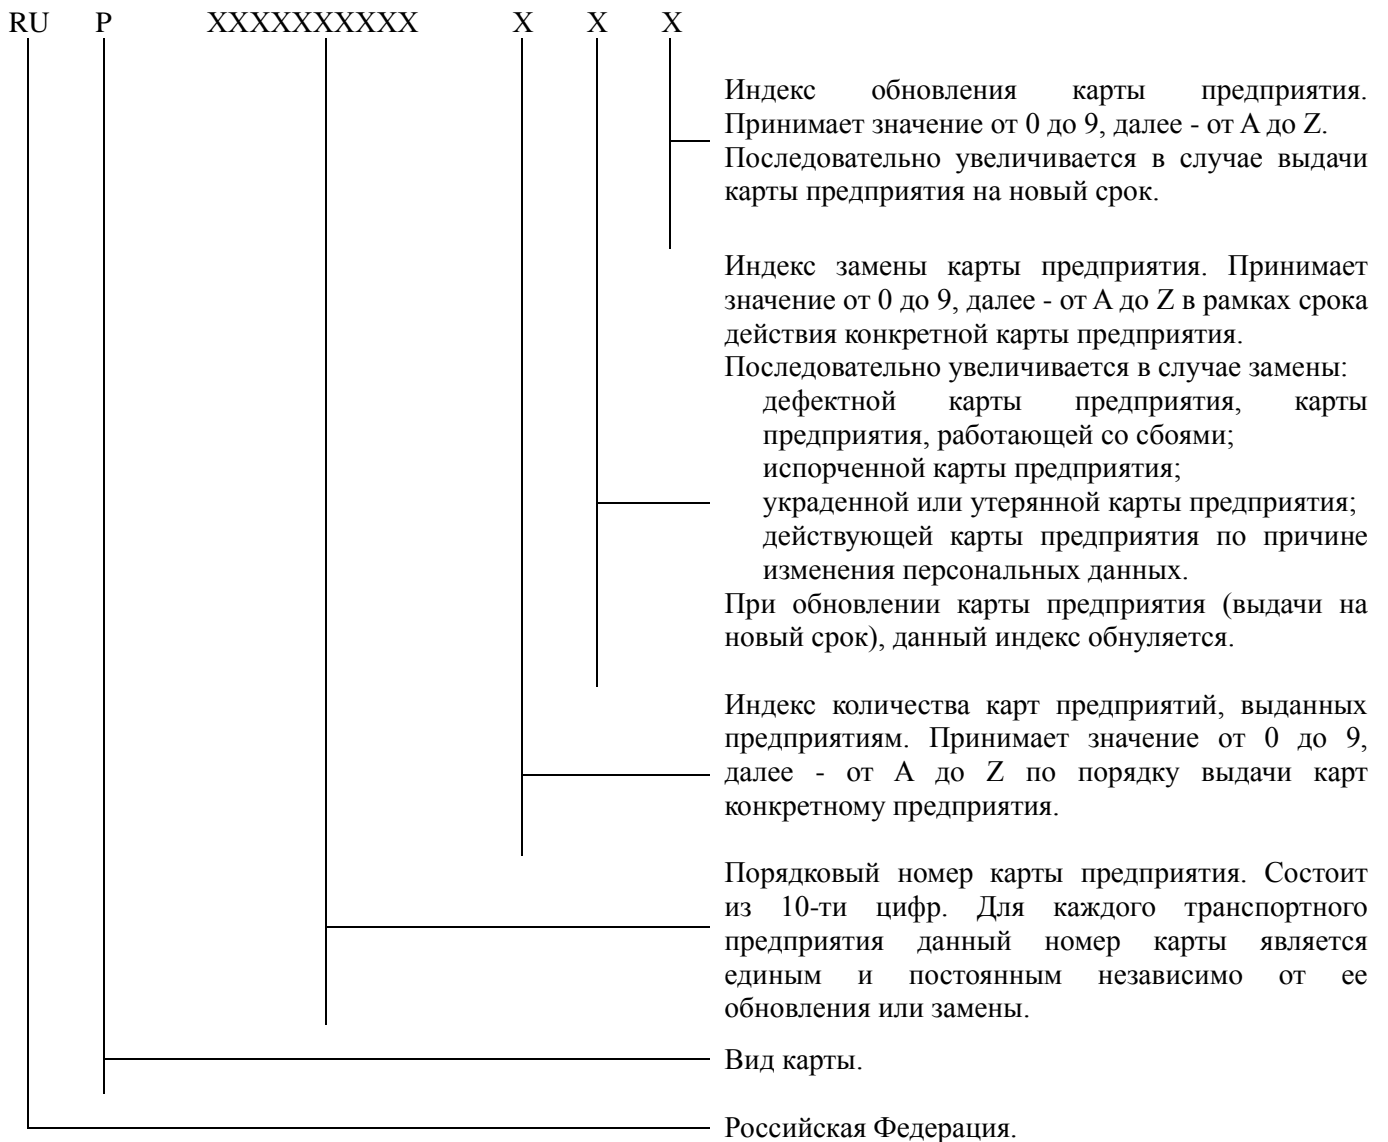 RU P XXXXXXXXXX X X X
Индекс обновления карты предприятия.
Принимает значение от 0 до 9, далее - от A до Z.
Последовательно увеличивается в случае выдачи
карты предприятия на новый срок.
Индекс замены карты предприятия. Принимает
значение от 0 до 9, далее - от A до Z в рамках срока
действия конкретной карты предприятия.
Последовательно увеличивается в случае замены:
дефектной карты предприятия, карты
предприятия, работающей со сбоями;
испорченной карты предприятия;
украденной или утерянной карты предприятия;
действующей карты предприятия по причине
изменения персональных данных.
При обновлении карты предприятия (выдачи на
новый срок), данный индекс обнуляется.
Индекс количества карт предприятий, выданных
предприятиям. Принимает значение от 0 до 9,
далее - от A до Z по порядку выдачи карт
конкретному предприятия.
Порядковый номер карты предприятия. Состоит
из 10-ти цифр. Для каждого транспортного
предприятия данный номер карты является
единым и постоянным независимо от ее
обновления или замены.
Вид карты.
Российская Федерация.